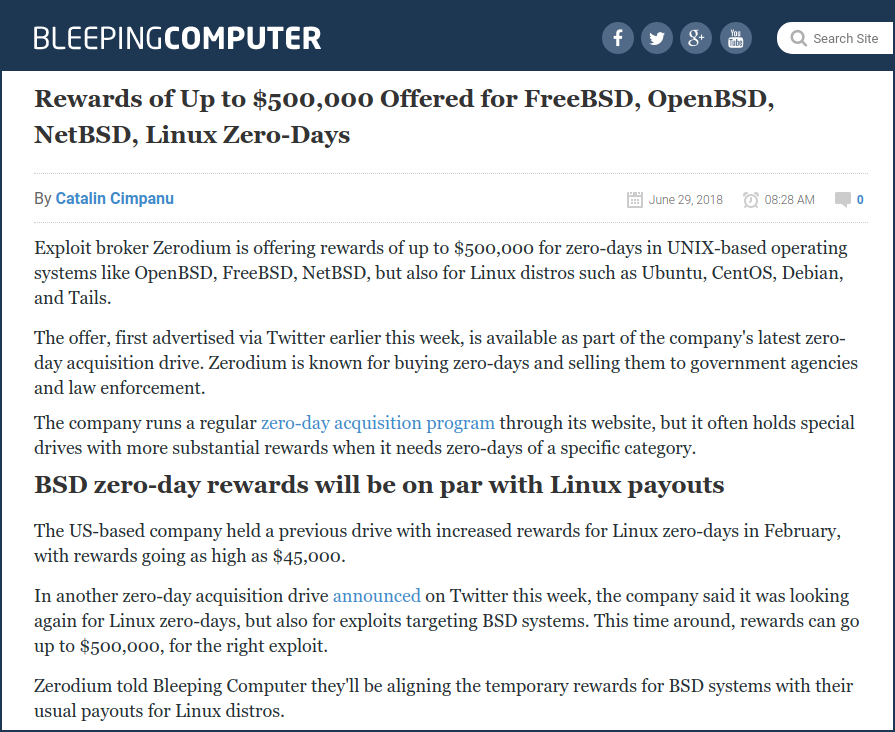 BLEEPINGCOMPUTER
f
g+
You Tube
Search Site
Rewards of Up to $500,000 Offered for FreeBSD, OpenBSD,
NetBSD, Linux Zero-Days
By Catalin Cimpanu
June 29, 2018
08:28 AM
0
Exploit broker Zerodium is offering rewards of up to $500,000 for zero-days in UNIX-based operating
systems like OpenBSD, FreeBSD, NetBSD, but also for Linux distros such as Ubuntu, CentOS, Debian,
and Tails.
The offer, first advertised via Twitter earlier this week, is available as part of the company's latest zero-
day acquisition drive. Zerodium is known for buying zero-days and selling them to government agencies
and law enforcement.
The company runs a regular zero-day acquisition program through its website, but it often holds special
drives with more substantial rewards when it needs zero-days of a specific category.
BSD zero-day rewards will be on par with Linux payouts
The US-based company held a previous drive with increased rewards for Linux zero-days in February,
with rewards going as high as $45,000.
In another zero-day acquisition drive announced on Twitter this week, the company said it was looking
again for Linux zero-days, but also for exploits targeting BSD systems. This time around, rewards can go
up to $500,000, for the right exploit.
Zerodium told Bleeping Computer they'll be aligning the temporary rewards for BSD systems with their
usual payouts for Linux distros.